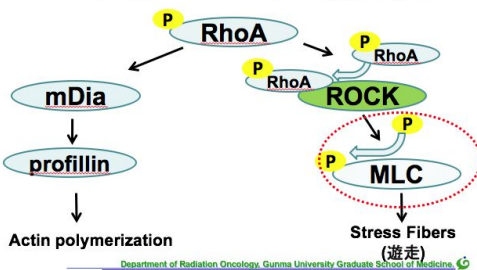 P
RhoA
P
RhoA
P
RhoA
ROCK
mDia
P
profillin
P
MLC
Stress Fibers
(遊走)
Actin polymerization
Department of Radiation Oncology, Gunma University Graduate School of Medicine.